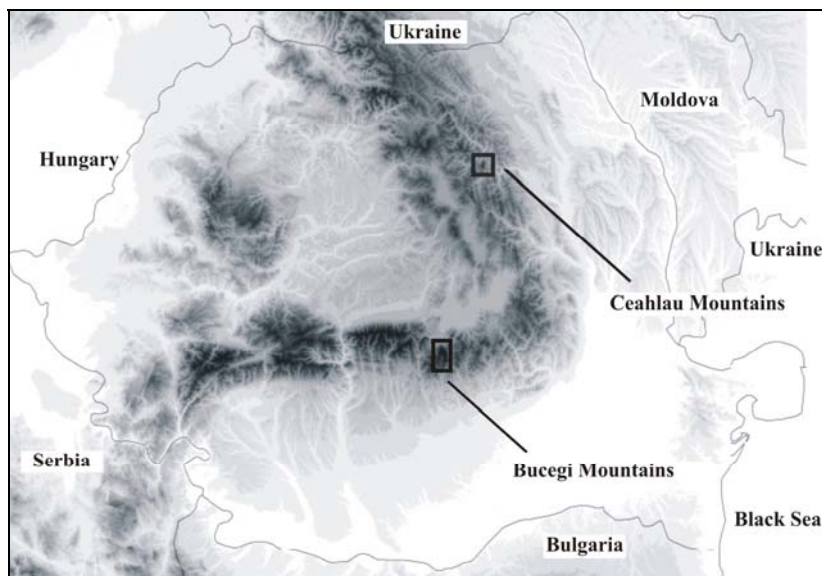 Ukraine
Moldova
Hungary
Ukraine
Ceahlau Mountains
Serbia
Bucegi Mountains
Black Sea
Bulgaria